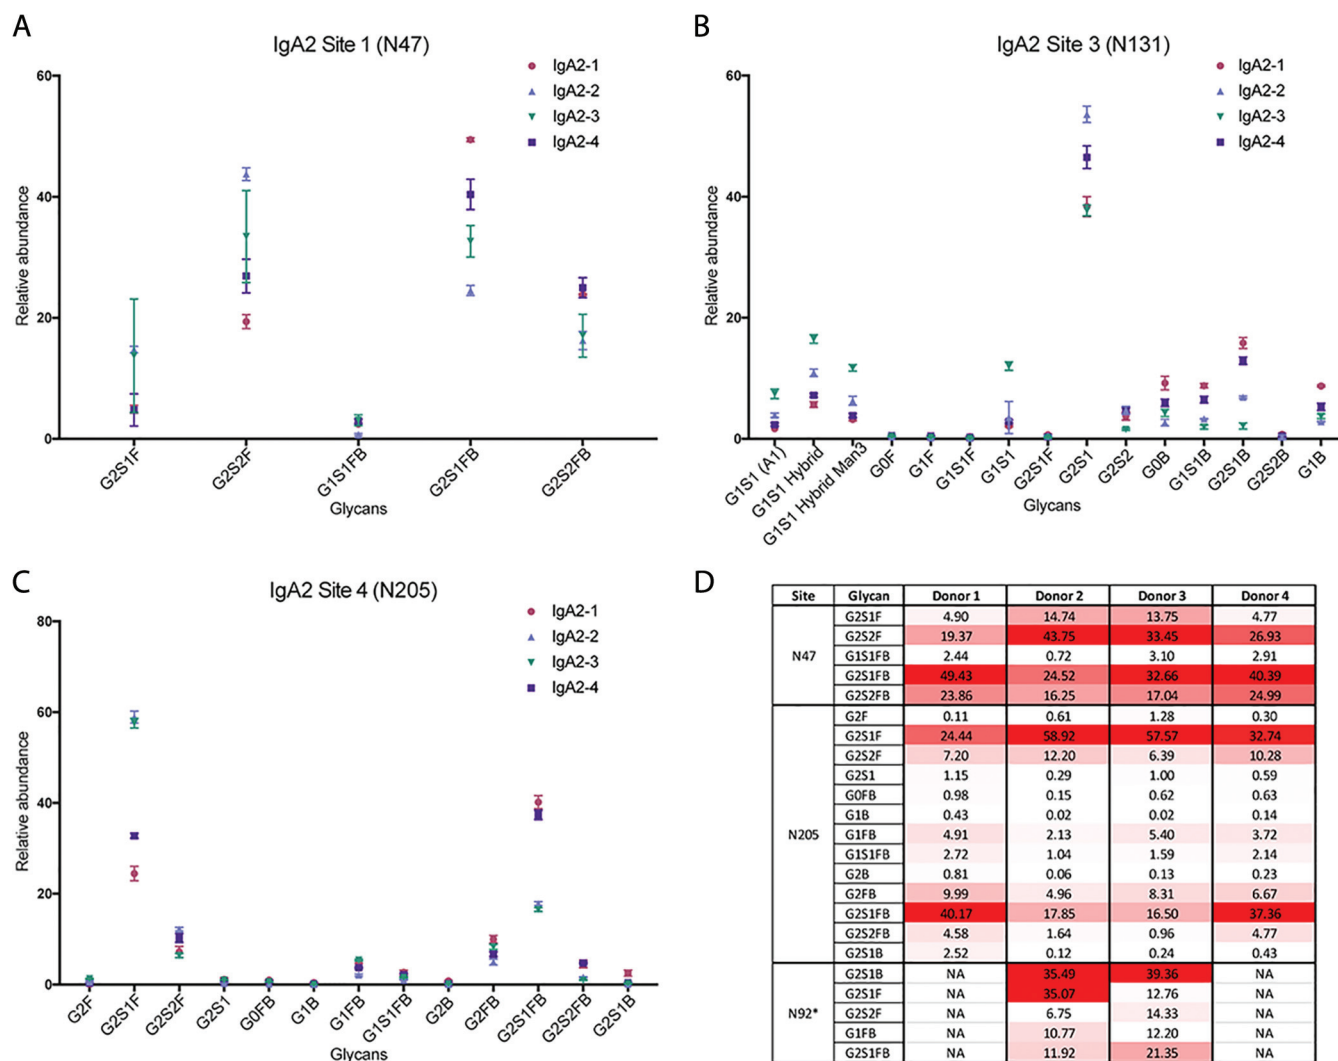 A
IgA2 Site 1 (N47)
IgA2-1
IgA2-2
IgA2-3
IgA2-4
Relative abundance
60
40
20
0
G2S1F
G2S2F
G1S1FB
G2S1FB
G2S2FB
Glycans
B
IgA2 Site 3 (N131)
IgA2-1
IgA2-2
IgA2-3
IgA2-4
Relative abundance
60
40
20
0
G1S1 (A1)
G1S1 Hybrid
G1S1 Hybrid Man3
G0F
G1F
G1S1F
G1S1
G2S1F
G2S1
G2S2
G0B
G1S1B
G2S1B
G2S2B
G1B
Glycans
C
IgA2 Site 4 (N205)
IgA2-1
IgA2-2
IgA2-3
IgA2-4
Relative abundance
80
60
40
20
0
G2F
G2S1F
G2S2F
G2S1
G0FB
G1B
G1FB
G1S1FB
G2B
G2FB
G2S1FB
G2S2FB
G2S1B
Glycans
D
Site Glycan Donor 1 Donor 2 Donor 3 Donor 4
N47
G2S1F 4.90 14.74 13.75 4.77
G2S2F 19.37 43.75 33.45 26.93
G1S1FB 2.44 0.72 3.10 2.91
G2S1FB 49.43 24.52 32.66 40.39
G2S2FB 23.86 16.25 17.04 24.99
N205
G2F 0.11 0.61 1.28 0.30
G2S1F 24.44 58.92 57.57 32.74
G2S2F 7.20 12.20 6.39 10.28
G2S1 1.15 0.29 1.00 0.59
G0FB 0.98 0.15 0.62 0.63
G1B 0.43 0.02 0.02 0.14
G1FB 4.91 2.13 5.40 3.72
G1S1FB 2.72 1.04 1.59 2.14
G2B 0.81 0.06 0.13 0.23
G2FB 9.99 4.96 8.31 6.67
G2S1FB 40.17 17.85 16.50 37.36
G2S2FB 4.58 1.64 0.96 4.77
G2S1B 2.52 0.12 0.24 0.43
N92*
G2S1B NA 35.49 39.36 NA
G2S1F NA 35.07 12.76 NA
G2S2F NA 6.75 14.33 NA
G1FB NA 10.77 12.20 NA
G2S1FB NA 11.92 21.35 NA